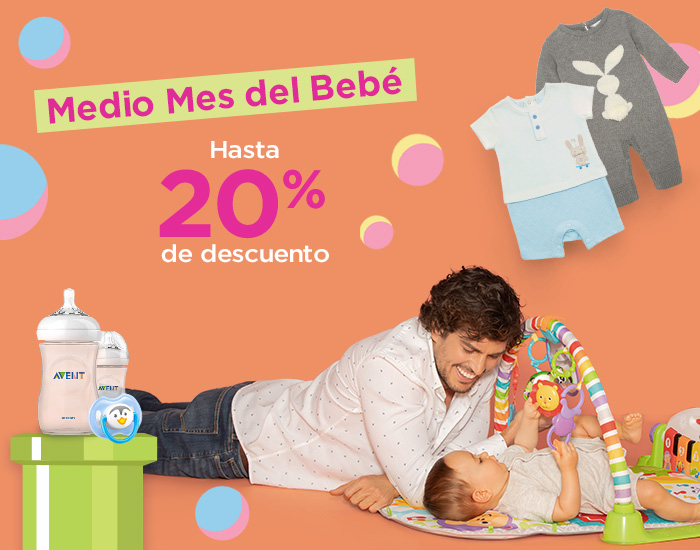 Medio Mes del Bebé
Hasta
20%
de descuento
AVENT
AVENT